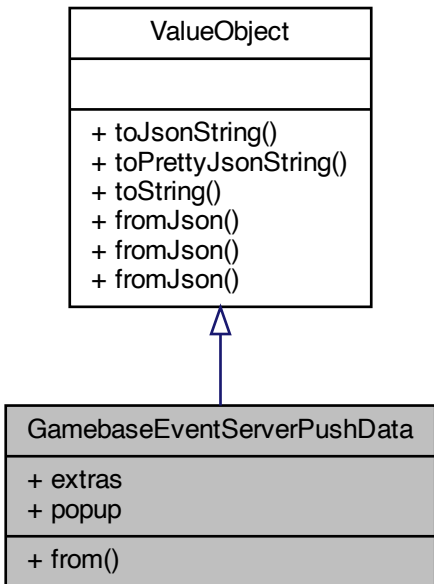 ValueObject
+ toJsonString()
+ toPrettyJsonString()
+ toString()
+ fromJson()
+ fromJson()
+ fromJson()
GamebaseEventServerPushData
+ extras
+ popup
+ from()